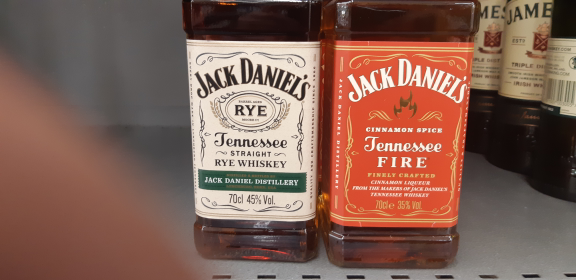 JACK DANIEL'S
RYE
Tennessee
STRAIGHT
RYE WHISKEY
JACK DANIEL DISTILLERY
70cl 45% Vol.
JACK DANIEL'S
CINNAMON SPICE
Tennessee
FIRE
FINELY CRAFTED
CINNAMON LIQUEUR
FROM THE MAKERS OF JACK DANIEL'S
TENNESSEE WHISKEY
70cl e 35% Vol.
JAME
TRIPLE DI